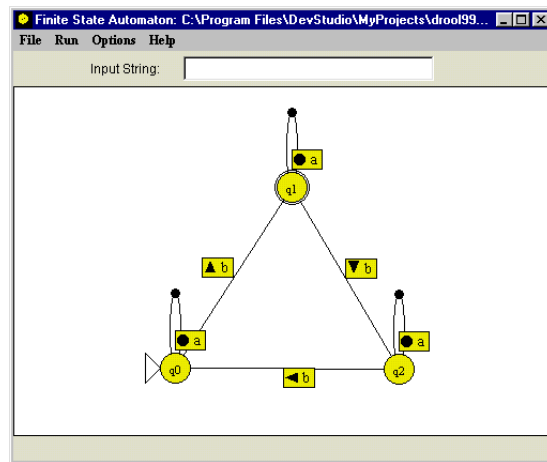 Finite State Automaton: C:\Program Files\DevStudio\MyProjects\drool99...
File Run Options Help
Input String:
a
q1
b b
a a
q0 q2
b